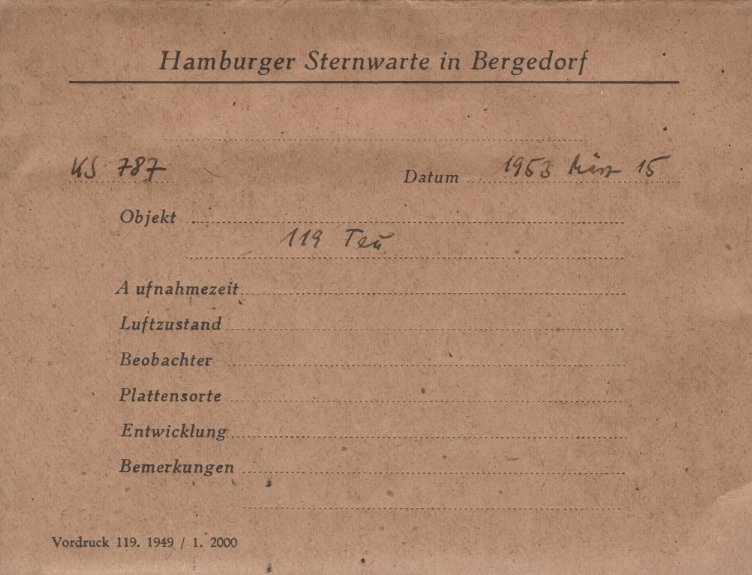 Hamburger Sternwarte in Bergedorf
KS 787 Datum 1953 März 15
Objekt
119 Tau
Aufnahmezeit
Luftzustand
Beobachter
Plattensorte
Entwicklung
Bemerkungen
Vordruck 119. 1949 / 1. 2000